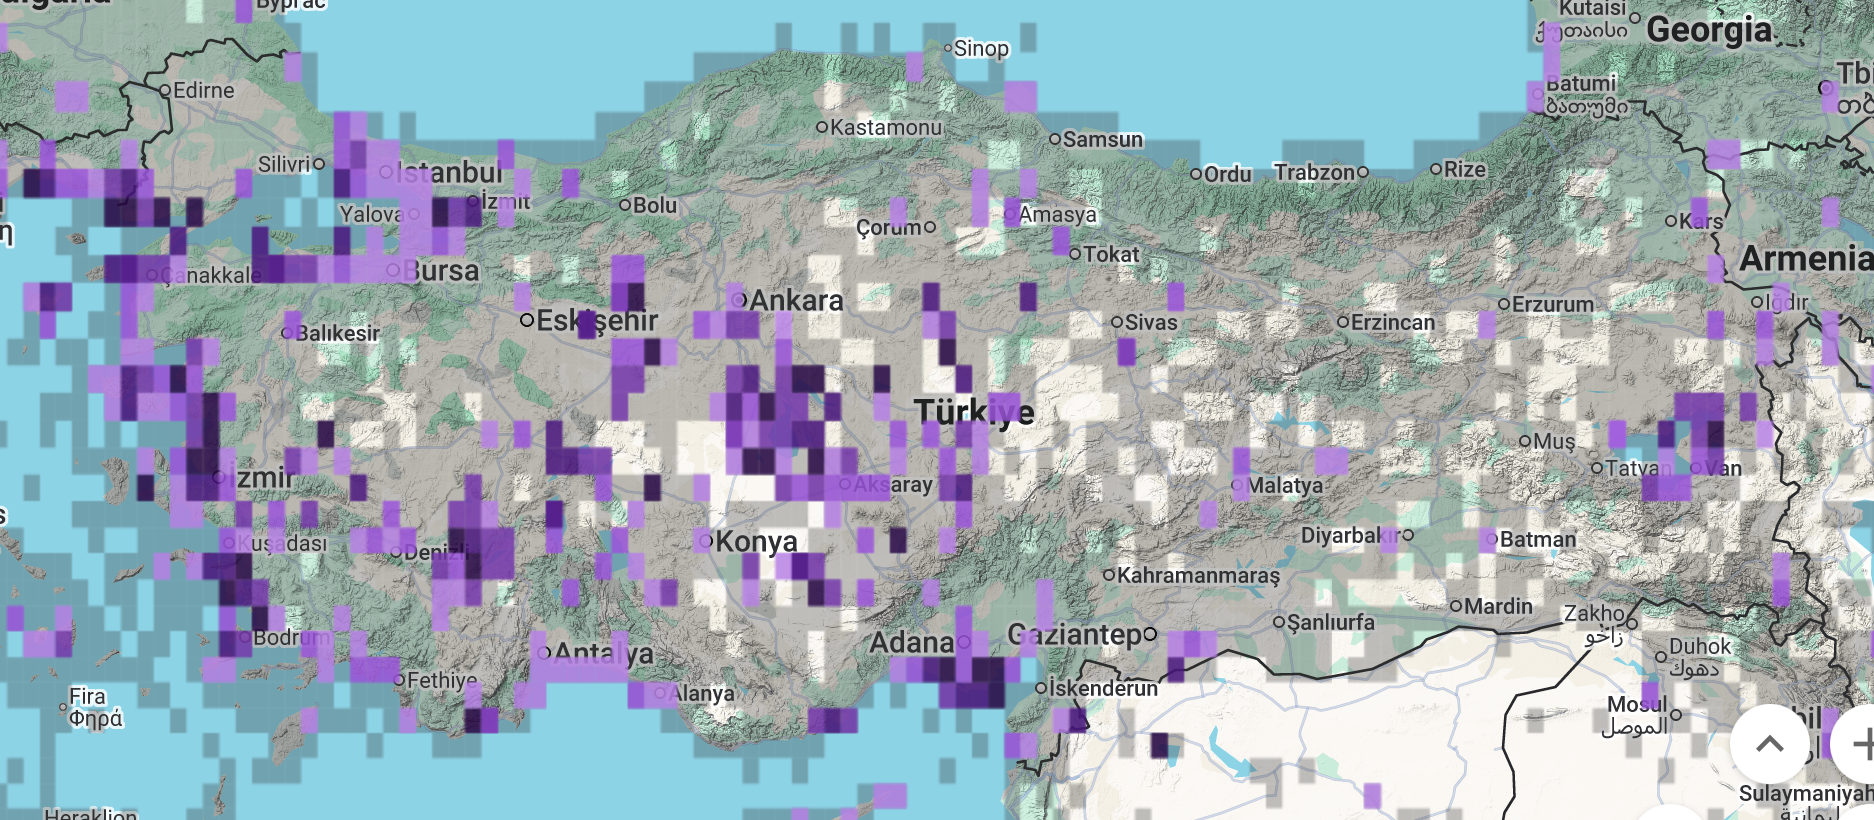 Бургас
Kutaisi
ქუთაისი
Georgia
Sinop
Edirne
Batumi
ბათუმი
Kastamonu
Samsun
Silivri
Istanbul
Ordu
Trabzon
Rize
İzmit
Yalova
Bolu
Amasya
Çorum
Kars
Tokat
Armenia
Çanakkale
Bursa
Ankara
Iğdır
Erzurum
Eskişehir
Sivas
Erzincan
Balıkesir
Türkiye
Muş
Tatvan
Van
İzmir
Aksaray
Malatya
Kuşadası
Denizli
Konya
Diyarbakır
Batman
Kahramanmaraş
Mardin
Zakho
زاخو
Şanlıurfa
Bodrum
Adana
Gaziantep
Duhok
دهوك
Antalya
Fethiye
Alanya
İskenderun
Fira
Φηρά
Mosul
الموصل
Sulaymaniyah
Heraklion